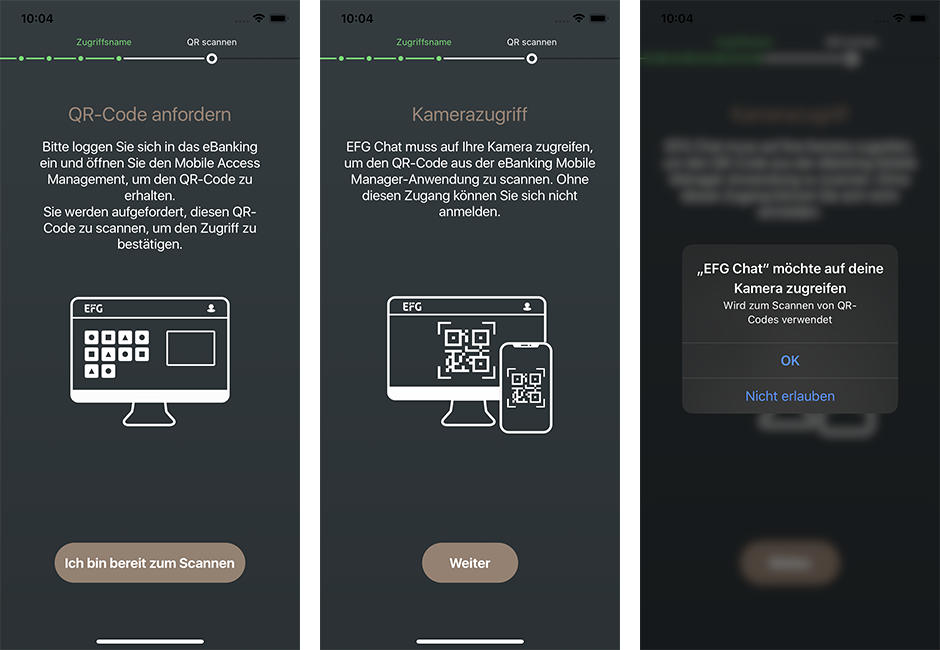 10:04
Zugriffsname
QR scannen
QR-Code anfordern
Bitte loggen Sie sich in das eBanking
ein und öffnen Sie den Mobile Access
Management, um den QR-Code zu
erhalten.
Sie werden aufgefordert, diesen QR-
Code zu scannen, um den Zugriff zu
bestätigen.
EFG
Ich bin bereit zum Scannen
10:04
Zugriffsname
QR scannen
Kamerazugriff
EFG Chat muss auf Ihre Kamera zugreifen,
um den QR-Code aus der eBanking Mobile
Manager-Anwendung zu scannen. Ohne
diesen Zugang können Sie sich nicht
anmelden.
EFG
Weiter
10:04
Kamerazugriff
„EFG Chat“ möchte auf deine
Kamera zugreifen
Wird zum Scannen von QR-
Codes verwendet
OK
Nicht erlauben